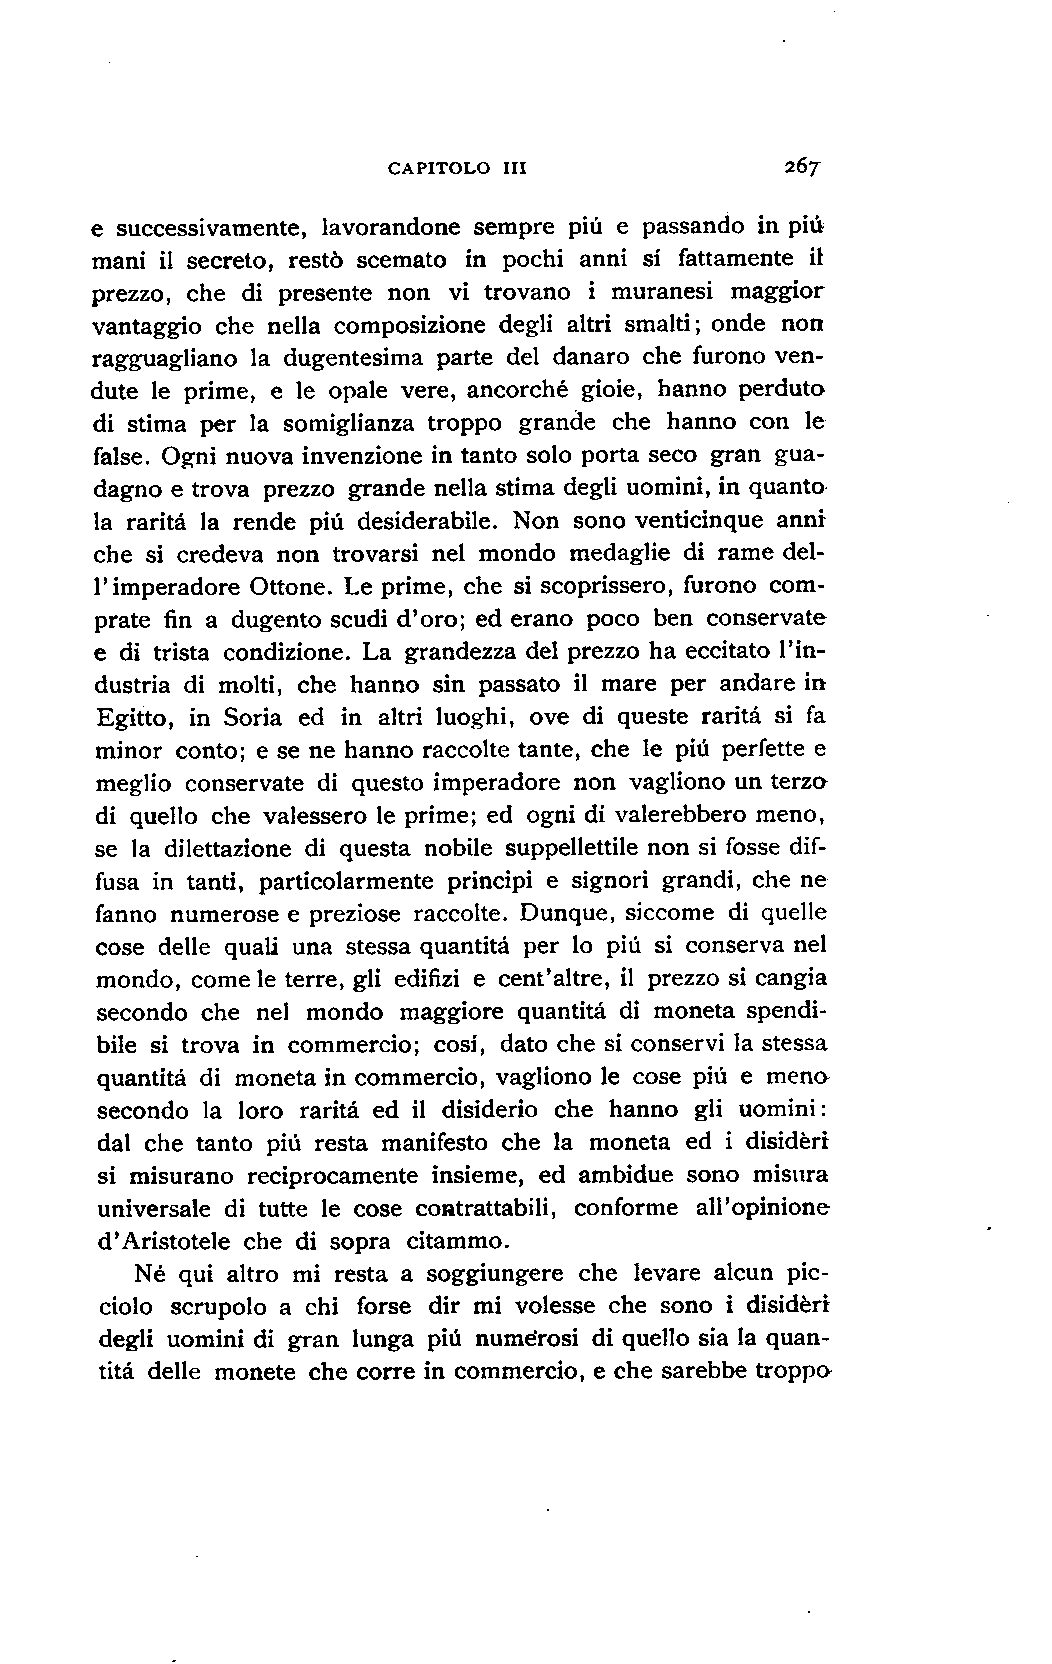 CAPITOLO III 267
e successivamente, lavorandone sempre piú e passando in piú
mani il secreto, restò scemato in pochi anni sí fattamente il
prezzo, che di presente non vi trovano i muranesi maggior
vantaggio che nella composizione degli altri smalti; onde non
ragguagliano la dugentesima parte del danaro che furono ven-
dute le prime, e le opale vere, ancorché gioie, hanno perduto
di stima per la somiglianza troppo grande che hanno con le
false. Ogni nuova invenzione in tanto solo porta seco gran gua-
dagno e trova prezzo grande nella stima degli uomini, in quanto
la raritá la rende piú desiderabile. Non sono venticinque anni
che si credeva non trovarsi nel mondo medaglie di rame del-
l'imperadore Ottone. Le prime, che si scoprissero, furono com-
prate fin a dugento scudi d'oro; ed erano poco ben conservate
e di trista condizione. La grandezza del prezzo ha eccitato l'in-
dustria di molti, che hanno sin passato il mare per andare in
Egitto, in Soria ed in altri luoghi, ove di queste raritá si fa
minor conto; e se ne hanno raccolte tante, che le piú perfette e
meglio conservate di questo imperadore non vagliono un terzo
di quello che valessero le prime; ed ogni dí valerebbero meno,
se la dilettazione di questa nobile suppellettile non si fosse dif-
fusa in tanti, particolarmente principi e signori grandi, che ne
fanno numerose e preziose raccolte. Dunque, siccome di quelle
cose delle quali una stessa quantitá per lo piú si conserva nel
mondo, come le terre, gli edifizi e cent'altre, il prezzo si cangia
secondo che nel mondo maggiore quantitá di moneta spendi-
bile si trova in commercio; cosí, dato che si conservi la stessa
quantitá di moneta in commercio, vagliono le cose piú e meno
secondo la loro raritá ed il disiderio che hanno gli uomini:
dal che tanto piú resta manifesto che la moneta ed i disidèri
si misurano reciprocamente insieme, ed ambidue sono misura
universale di tutte le cose contrattabili, conforme all'opinione
d'Aristotele che di sopra citammo.
Né qui altro mi resta a soggiungere che levare alcun pic-
ciolo scrupolo a chi forse dir mi volesse che sono i disidèri
degli uomini di gran lunga piú numerosi di quello sia la quan-
titá delle monete che corre in commercio, e che sarebbe troppo